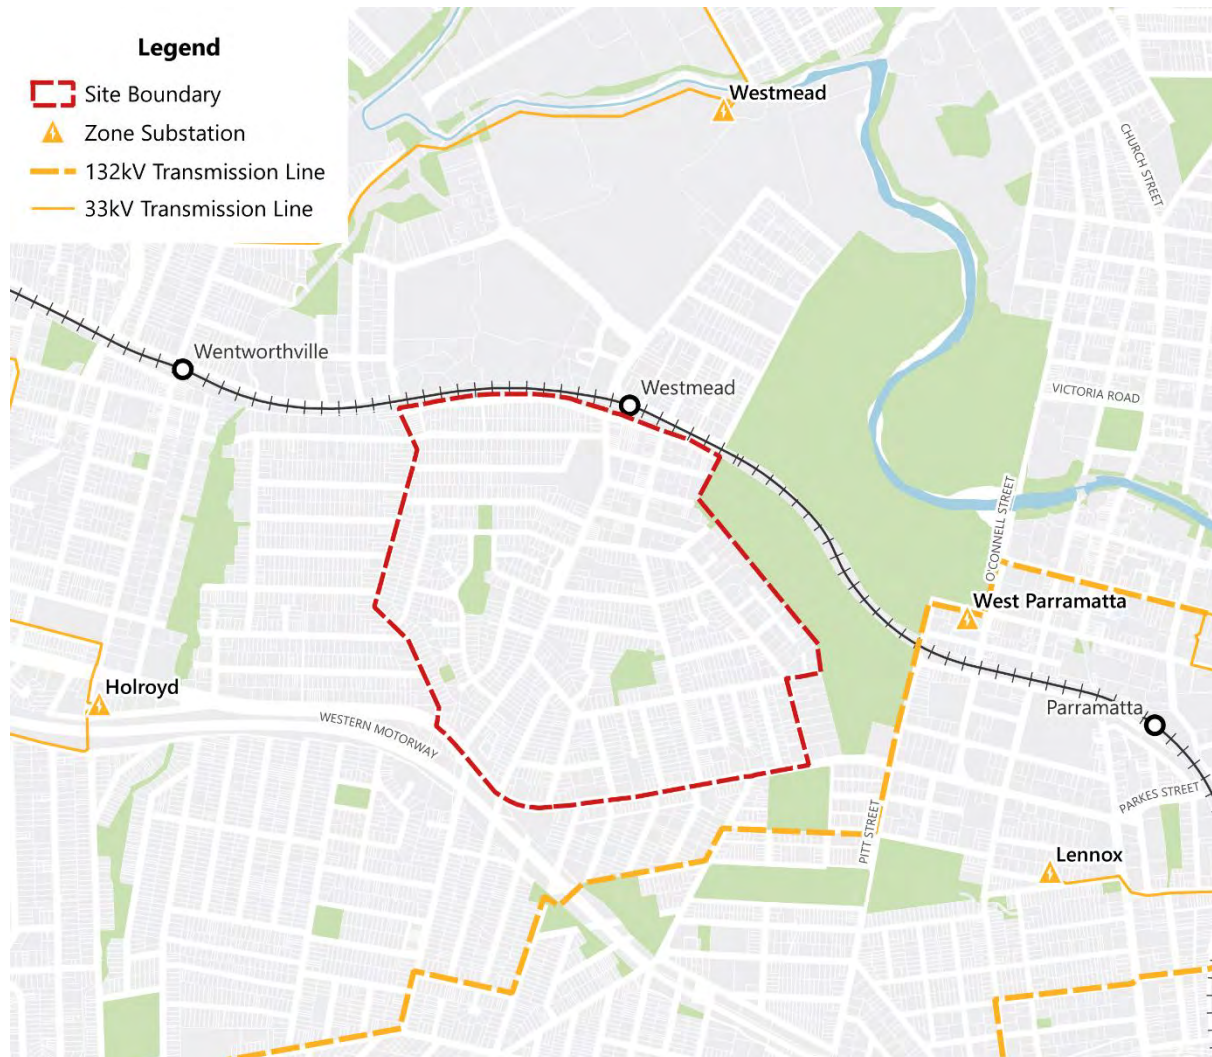 Legend
Site Boundary
Zone Substation
132kV Transmission Line
33kV Transmission Line
Westmead
CHURCH STREET
Wentworthville
Westmead
VICTORIA ROAD
O'CONNELL STREET
West Parramatta
Holroyd
WESTERN MOTORWAY
Parramatta
PARKES STREET
PITT STREET
Lennox